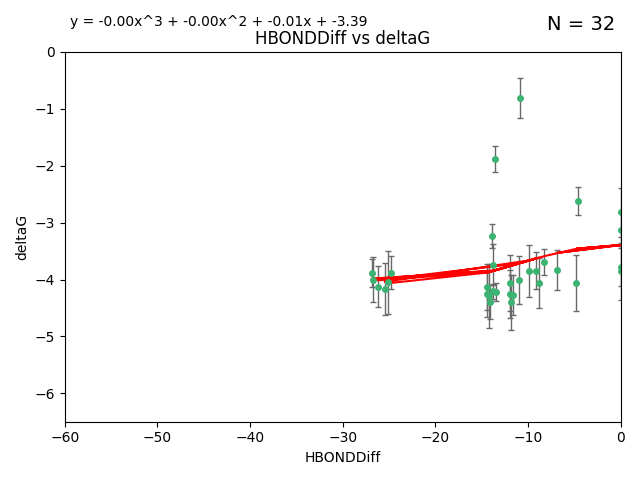 y = -0.00x^3 + -0.00x^2 + -0.01x + -3.39
N = 32
HBONDDiff vs deltaG
0
−1
−2
−3
−4
−5
−6
deltaG
−60 −50 −40 −30 −20 −10 0
HBONDDiff